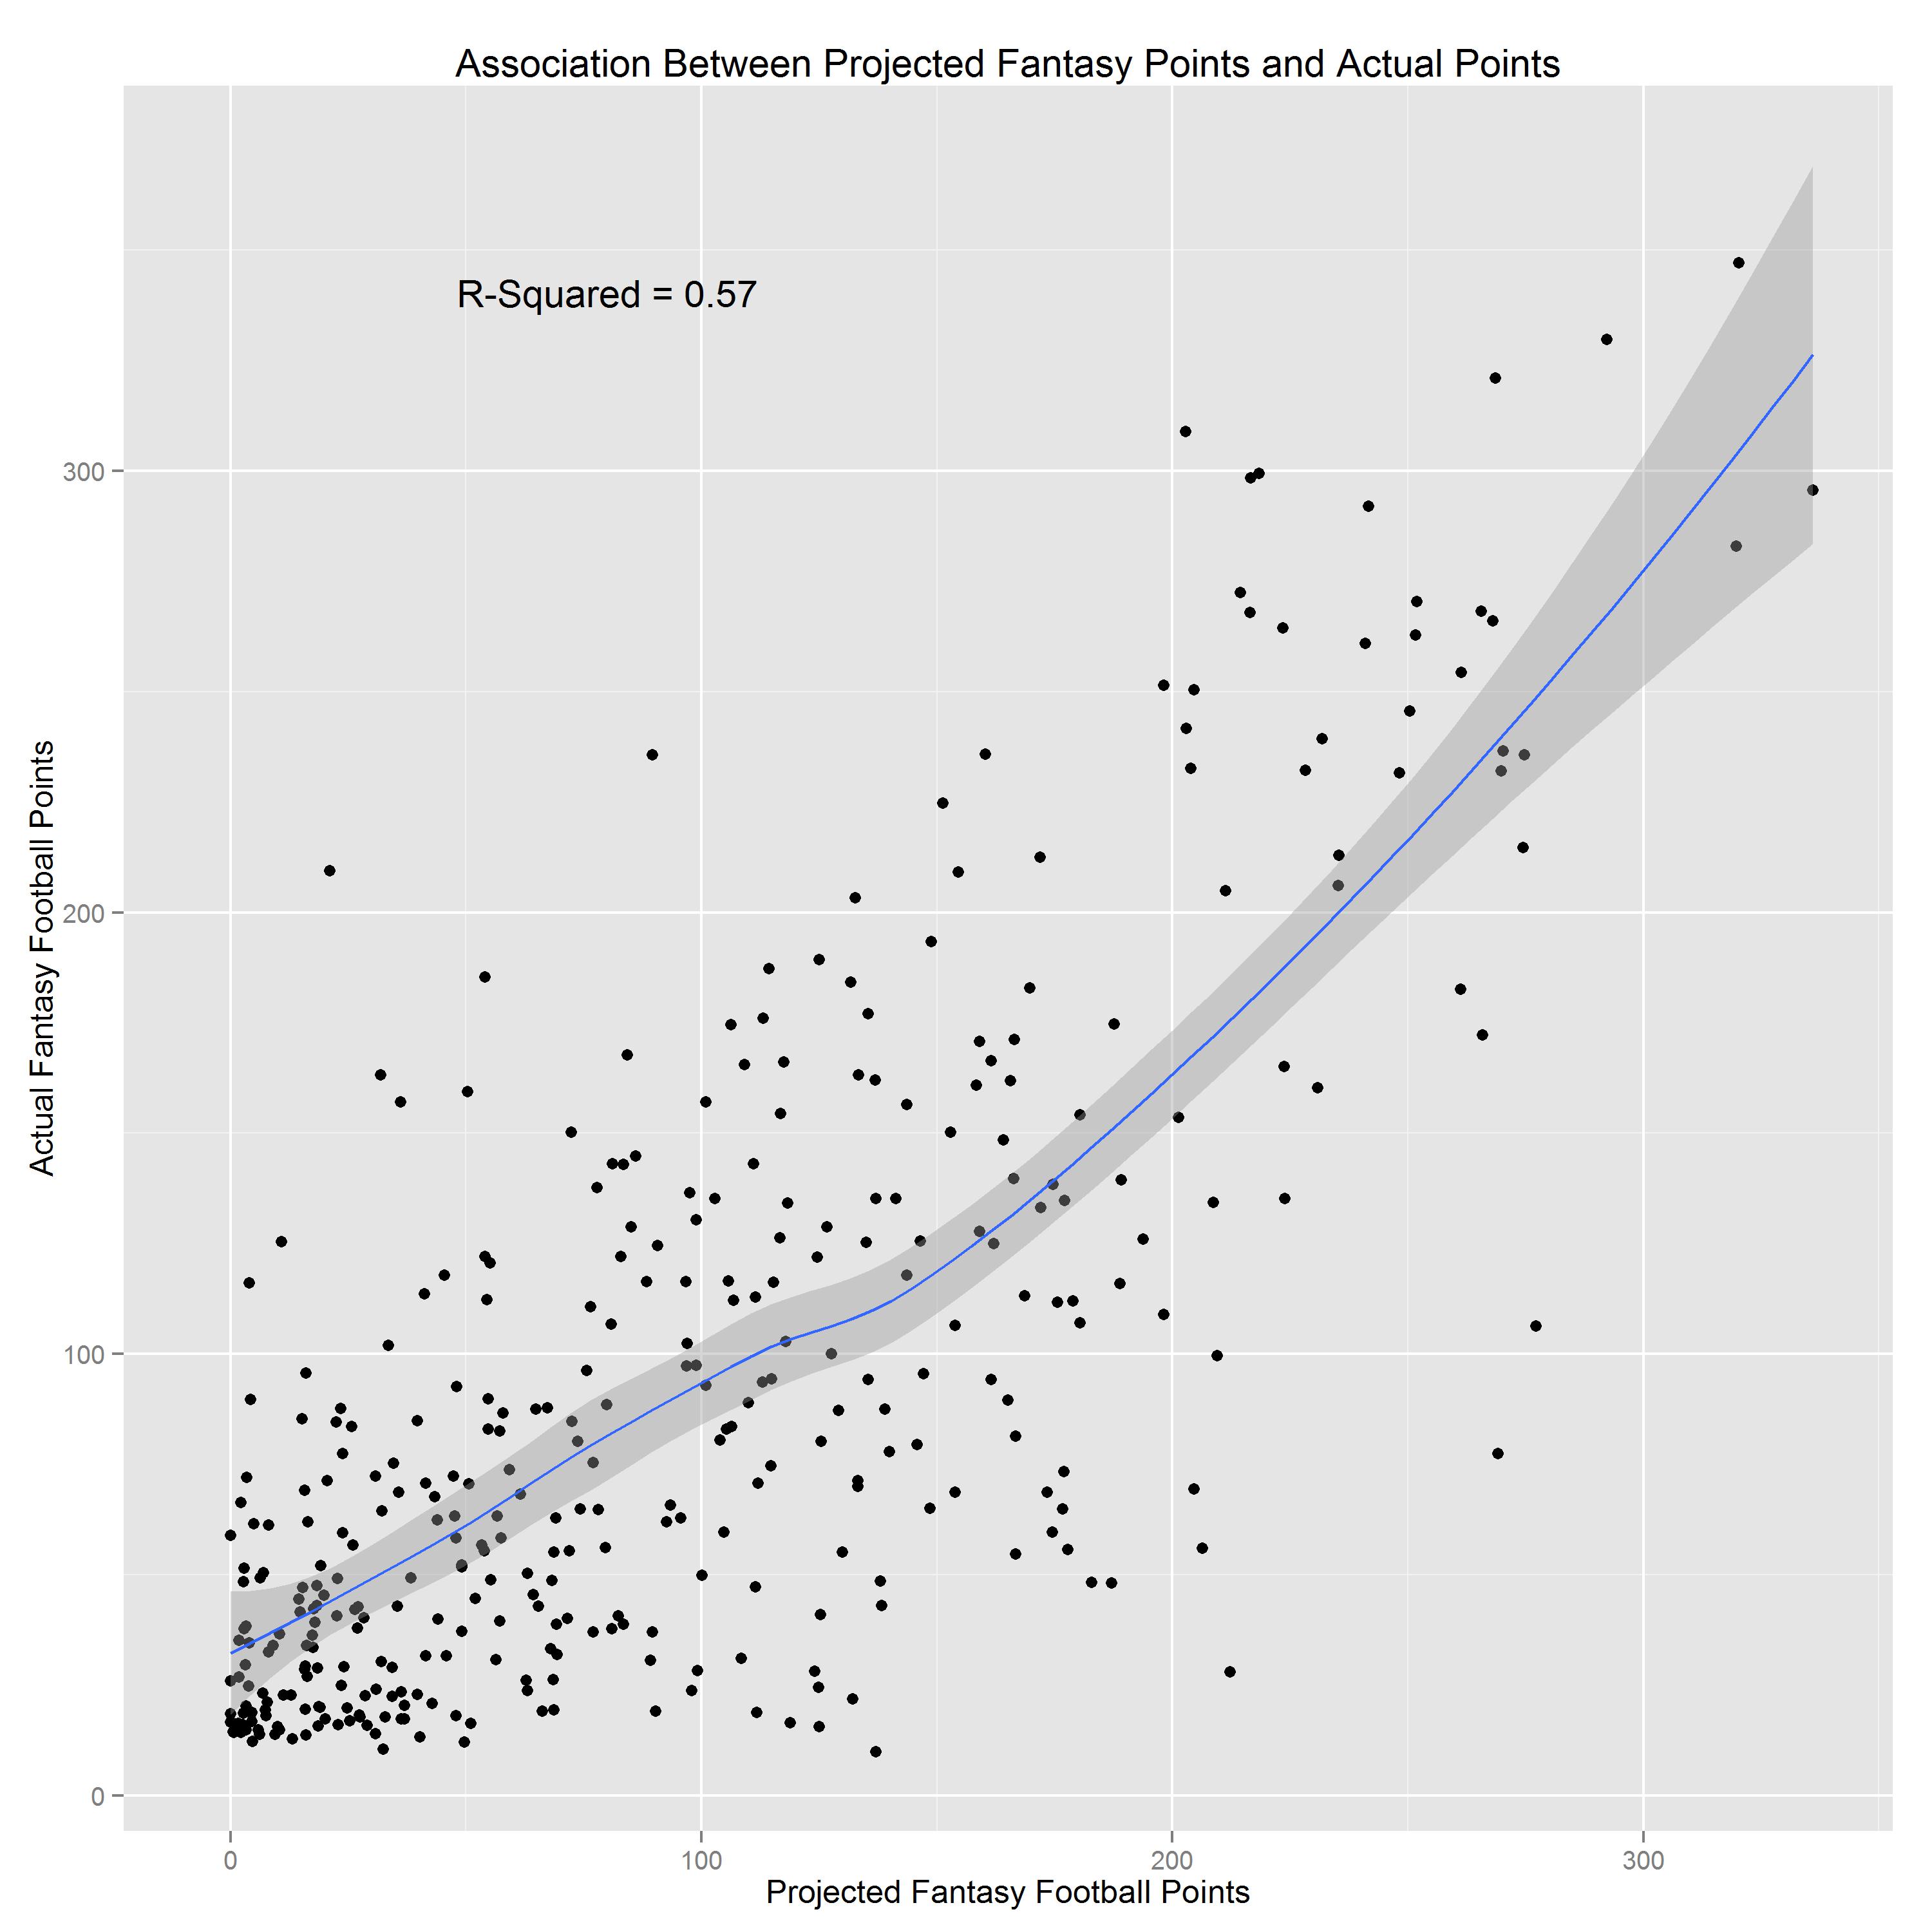 Association Between Projected Fantasy Points and Actual Points
R-Squared = 0.57
Actual Fantasy Football Points
300
200
100
0
0 100 200 300
Projected Fantasy Football Points